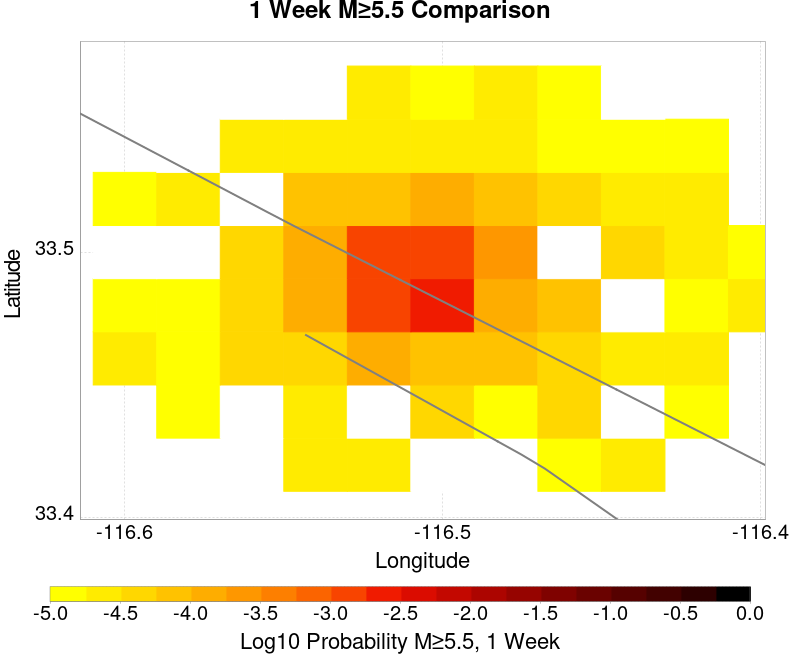 1 Week M≥5.5 Comparison
Latitude
33.5
33.4
-116.6 -116.5 -116.4
Longitude
-5.0 -4.5 -4.0 -3.5 -3.0 -2.5 -2.0 -1.5 -1.0 -0.5 0.0
Log10 Probability M≥5.5, 1 Week